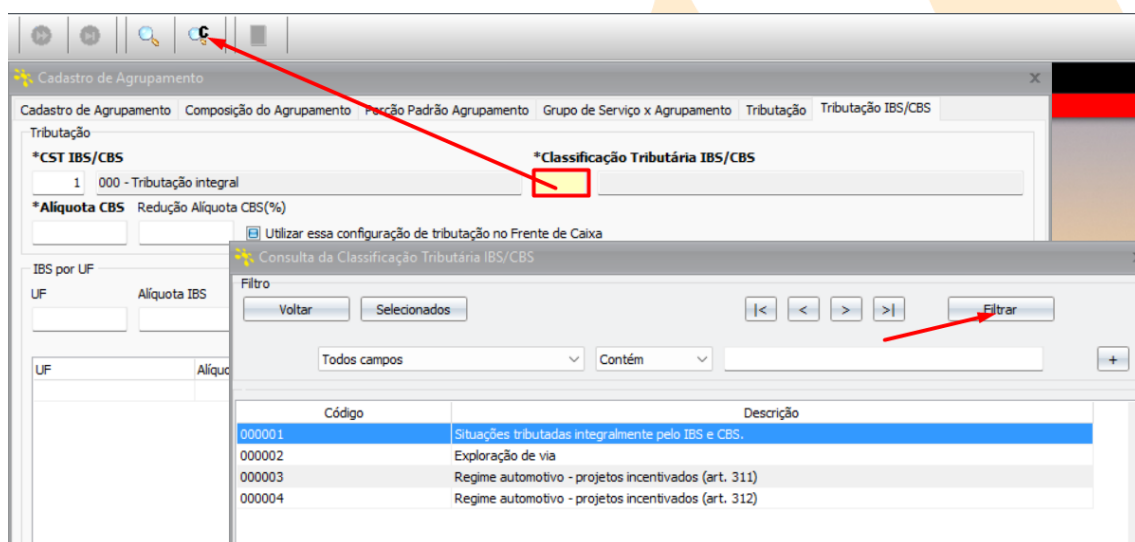 C
Cadastro de Agrupamento X
Cadastro de Agrupamento Composição do Agrupamento Porção Padrão Agrupamento Grupo de Serviço x Agrupamento Tributação Tributação IBS/CBS
Tributação
*CST IBS/CBS *Classificação Tributária IBS/CBS
1 000 - Tributação integral
*Alíquota CBS Redução Alíquota CBS(%)
Utilizar essa configuração de tributação no Frente de Caixa
Consulta da Classificação Tributária IBS/CBS
IBS por UF
Filtro
UF Alíquota IBS
Voltar Selecionados |< < > >| Filtrar
Todos campos Contém +
UF Alíquo
Código Descrição
000001 Situações tributadas integralmente pelo IBS e CBS.
000002 Exploração de via
000003 Regime automotivo - projetos incentivados (art. 311)
000004 Regime automotivo - projetos incentivados (art. 312)